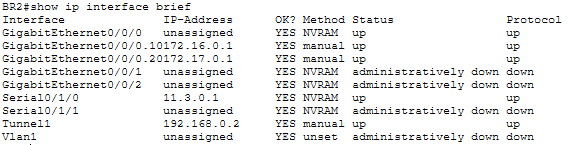 BR2#show ip interface brief
Interface              IP-Address      OK? Method Status                Protocol
GigabitEthernet0/0/0   unassigned      YES NVRAM  up                    up
GigabitEthernet0/0/0.10172.16.0.1      YES manual up                    up
GigabitEthernet0/0/0.20172.17.0.1      YES manual up                    up
GigabitEthernet0/0/1   unassigned      YES NVRAM  administratively down down
GigabitEthernet0/0/2   unassigned      YES NVRAM  administratively down down
Serial0/1/0            11.3.0.1        YES NVRAM  up                    up
Serial0/1/1            unassigned      YES NVRAM  administratively down down
Tunnel1                192.168.0.2     YES manual up                    up
Vlan1                  unassigned      YES unset  administratively down down